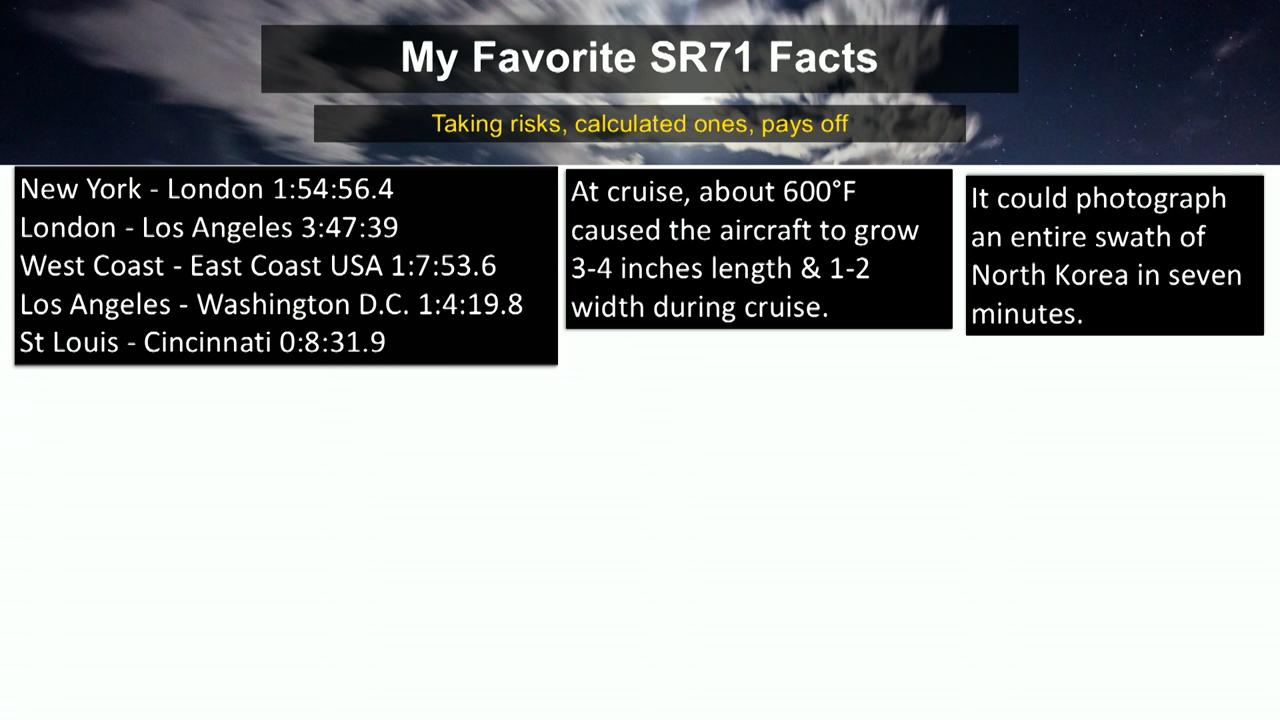 My Favorite SR71 Facts
Taking risks, calculated ones, pays off
New York - London 1:54:56.4
London - Los Angeles 3:47:39
West Coast - East Coast USA 1:7:53.6
Los Angeles - Washington D.C. 1:4:19.8
St Louis - Cincinnati 0:8:31.9
At cruise, about 600°F
caused the aircraft to grow
3-4 inches length & 1-2
width during cruise.
It could photograph
an entire swath of
North Korea in seven
minutes.